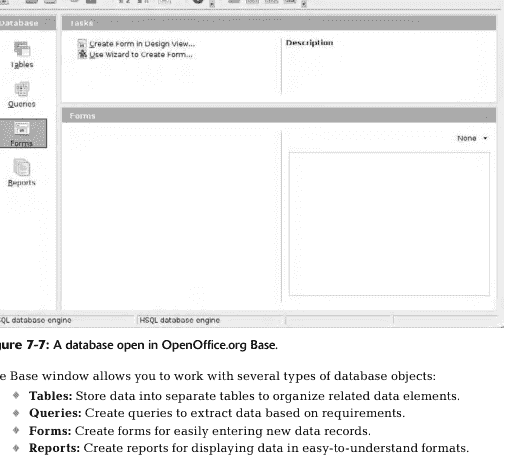 Database Tasks
Create Form in Design View...
Use Wizard to Create Form...
Description
Tables
Queries
Forms
Reports
Forms
None
QL database engine HSQL database engine
ure 7-7: A database open in OpenOffice.org Base.
e Base window allows you to work with several types of database objects:
Tables: Store data into separate tables to organize related data elements.
Queries: Create queries to extract data based on requirements.
Forms: Create forms for easily entering new data records.
Reports: Create reports for displaying data in easy-to-understand formats.